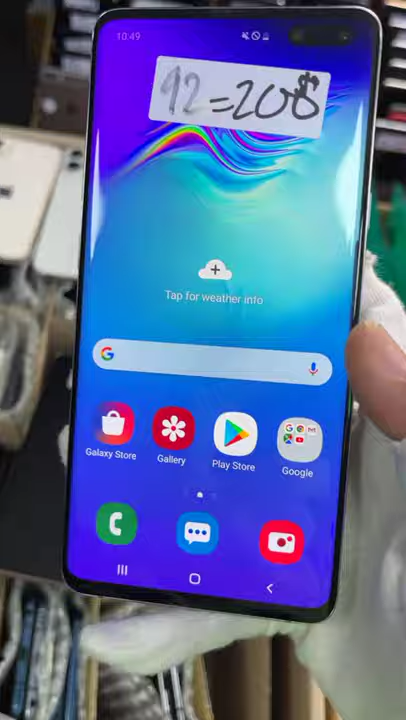 10:49
92=208$
Tap for weather info
G
Galaxy Store
Gallery
Play Store
Google